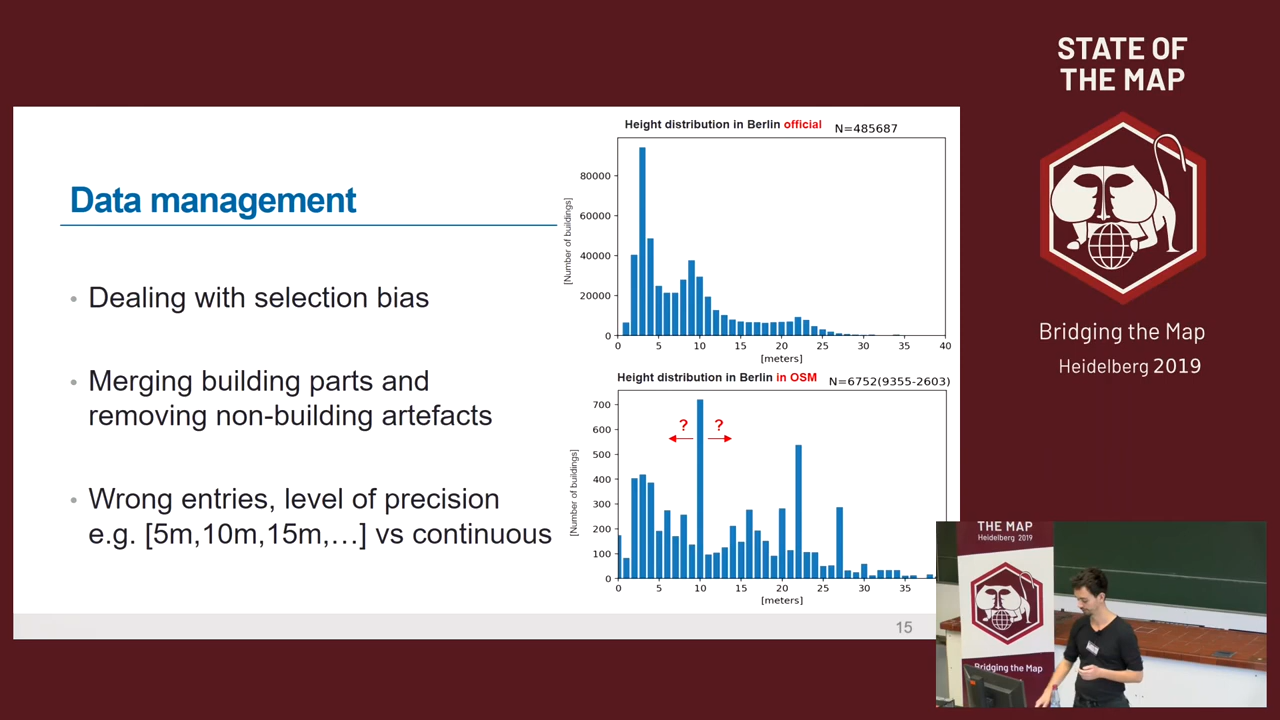 STATE OF
THE MAP
Bridging the Map
Heidelberg 2019
Data management
• Dealing with selection bias
• Merging building parts and
removing non-building artefacts
• Wrong entries, level of precision
e.g. [5m,10m,15m,…] vs continuous
Height distribution in Berlin official
N=485687
[Number of buildings]
80000
60000
40000
20000
0
0 5 10 15 20 25 30 35 40
[meters]
Height distribution in Berlin in OSM
N=6752(9355-2603)
[Number of buildings]
700
600
500
400
300
200
100
0
? ?
0 5 10 15 20 25 30 35
[meters]
15
THE MAP
Heidelberg 2019
Bridging the Map